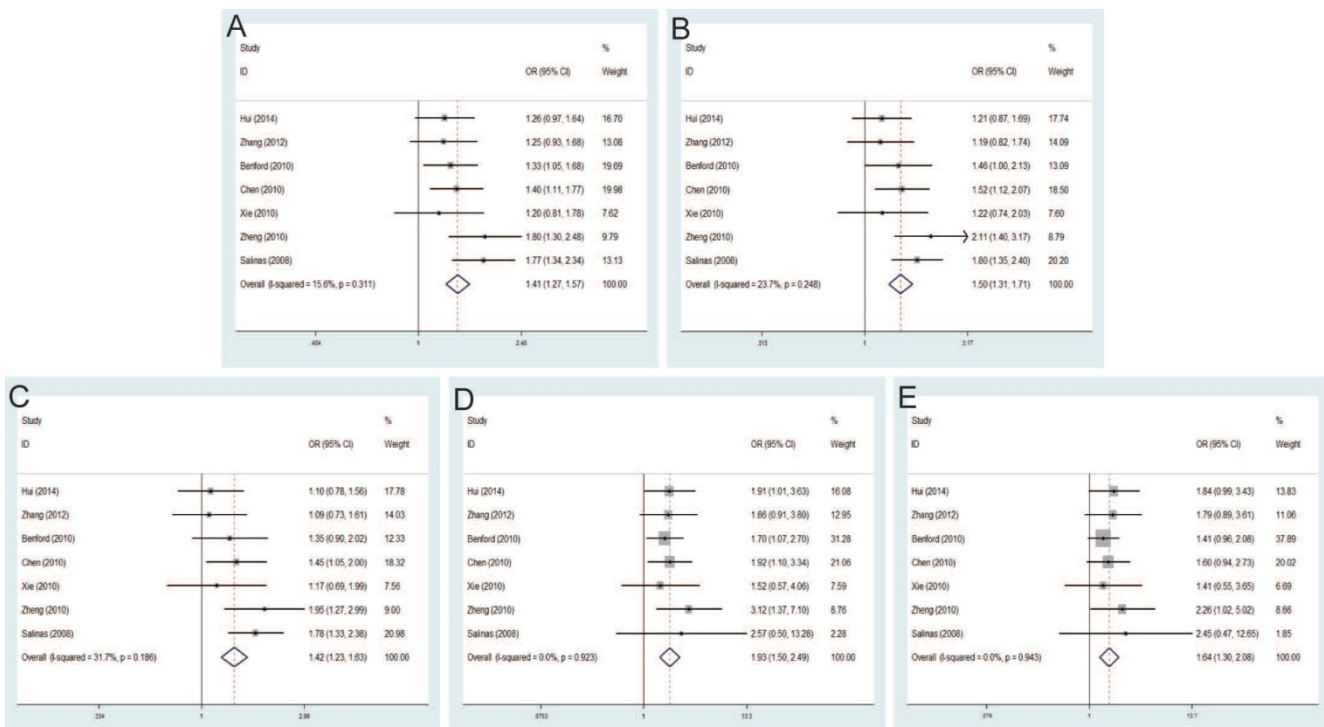 A
Study %
ID OR (95% CI) Weight
Hui (2014) 1.26 (0.97, 1.64) 16.70
Zhang (2012) 1.25 (0.93, 1.68) 13.08
Benford (2010) 1.33 (1.05, 1.68) 19.69
Chen (2010) 1.40 (1.11, 1.77) 19.98
Xie (2010) 1.20 (0.81, 1.78) 7.62
Zheng (2010) 1.80 (1.30, 2.48) 9.79
Salinas (2008) 1.77 (1.34, 2.34) 13.13
Overall (I-squared = 15.6%, p = 0.311) 1.41 (1.27, 1.57) 100.00
.404 1 2.48
B
Study %
ID OR (95% CI) Weight
Hui (2014) 1.21 (0.87, 1.69) 17.74
Zhang (2012) 1.19 (0.82, 1.74) 14.09
Benford (2010) 1.46 (1.00, 2.13) 13.09
Chen (2010) 1.52 (1.12, 2.07) 18.50
Xie (2010) 1.22 (0.74, 2.03) 7.60
Zheng (2010) 2.11 (1.40, 3.17) 8.79
Salinas (2008) 1.80 (1.35, 2.40) 20.20
Overall (I-squared = 23.7%, p = 0.248) 1.50 (1.31, 1.71) 100.00
1 3.17
C
Study %
ID OR (95% CI) Weight
Hui (2014) 1.10 (0.78, 1.56) 17.78
Zhang (2012) 1.09 (0.73, 1.61) 14.03
Benford (2010) 1.35 (0.90, 2.02) 12.33
Chen (2010) 1.45 (1.05, 2.00) 18.32
Xie (2010) 1.17 (0.69, 1.99) 7.56
Zheng (2010) 1.95 (1.27, 2.99) 9.00
Salinas (2008) 1.78 (1.33, 2.38) 20.98
Overall (I-squared = 31.7%, p = 0.186) 1.42 (1.23, 1.63) 100.00
1 2.99
D
Study %
ID OR (95% CI) Weight
Hui (2014) 1.91 (1.01, 3.63) 16.08
Zhang (2012) 1.86 (0.91, 3.80) 12.95
Benford (2010) 1.70 (1.07, 2.70) 31.28
Chen (2010) 1.92 (1.10, 3.34) 21.06
Xie (2010) 1.52 (0.57, 4.06) 7.59
Zheng (2010) 3.12 (1.37, 7.10) 8.76
Salinas (2008) 2.57 (0.50, 13.28) 2.28
Overall (I-squared = 0.0%, p = 0.923) 1.93 (1.50, 2.49) 100.00
.0753 1 13.3
E
Study %
ID OR (95% CI) Weight
Hui (2014) 1.84 (0.99, 3.43) 13.83
Zhang (2012) 1.79 (0.89, 3.61) 11.06
Benford (2010) 1.41 (0.96, 2.08) 37.89
Chen (2010) 1.60 (0.94, 2.73) 20.02
Xie (2010) 1.41 (0.55, 3.65) 6.69
Zheng (2010) 2.26 (1.02, 5.02) 8.66
Salinas (2008) 2.45 (0.47, 12.65) 1.85
Overall (I-squared = 0.0%, p = 0.943) 1.64 (1.30, 2.08) 100.00
1 12.7